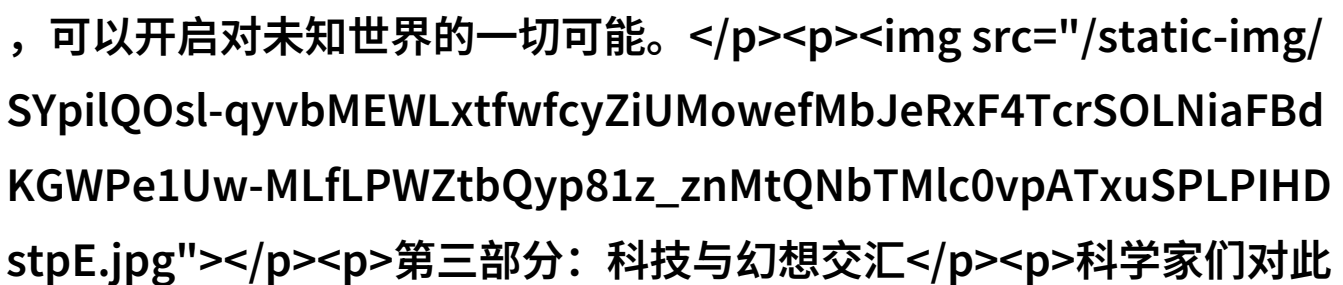 ，可以开启对未知世界的一切可能。</p><p><img src="/static-img/
SYpilQOsl-qyvbMEWLxtfwfcyZiUMowefMbJeRxF4TcrSOLNiaFBd
KGWPe1Uw-MLfLPWZtbQyp81z_znMtQNbTMlc0vpATxuSPLPIHD
stpE.jpg"></p><p>第三部分：科技与幻想交汇</p><p>科学家们对此